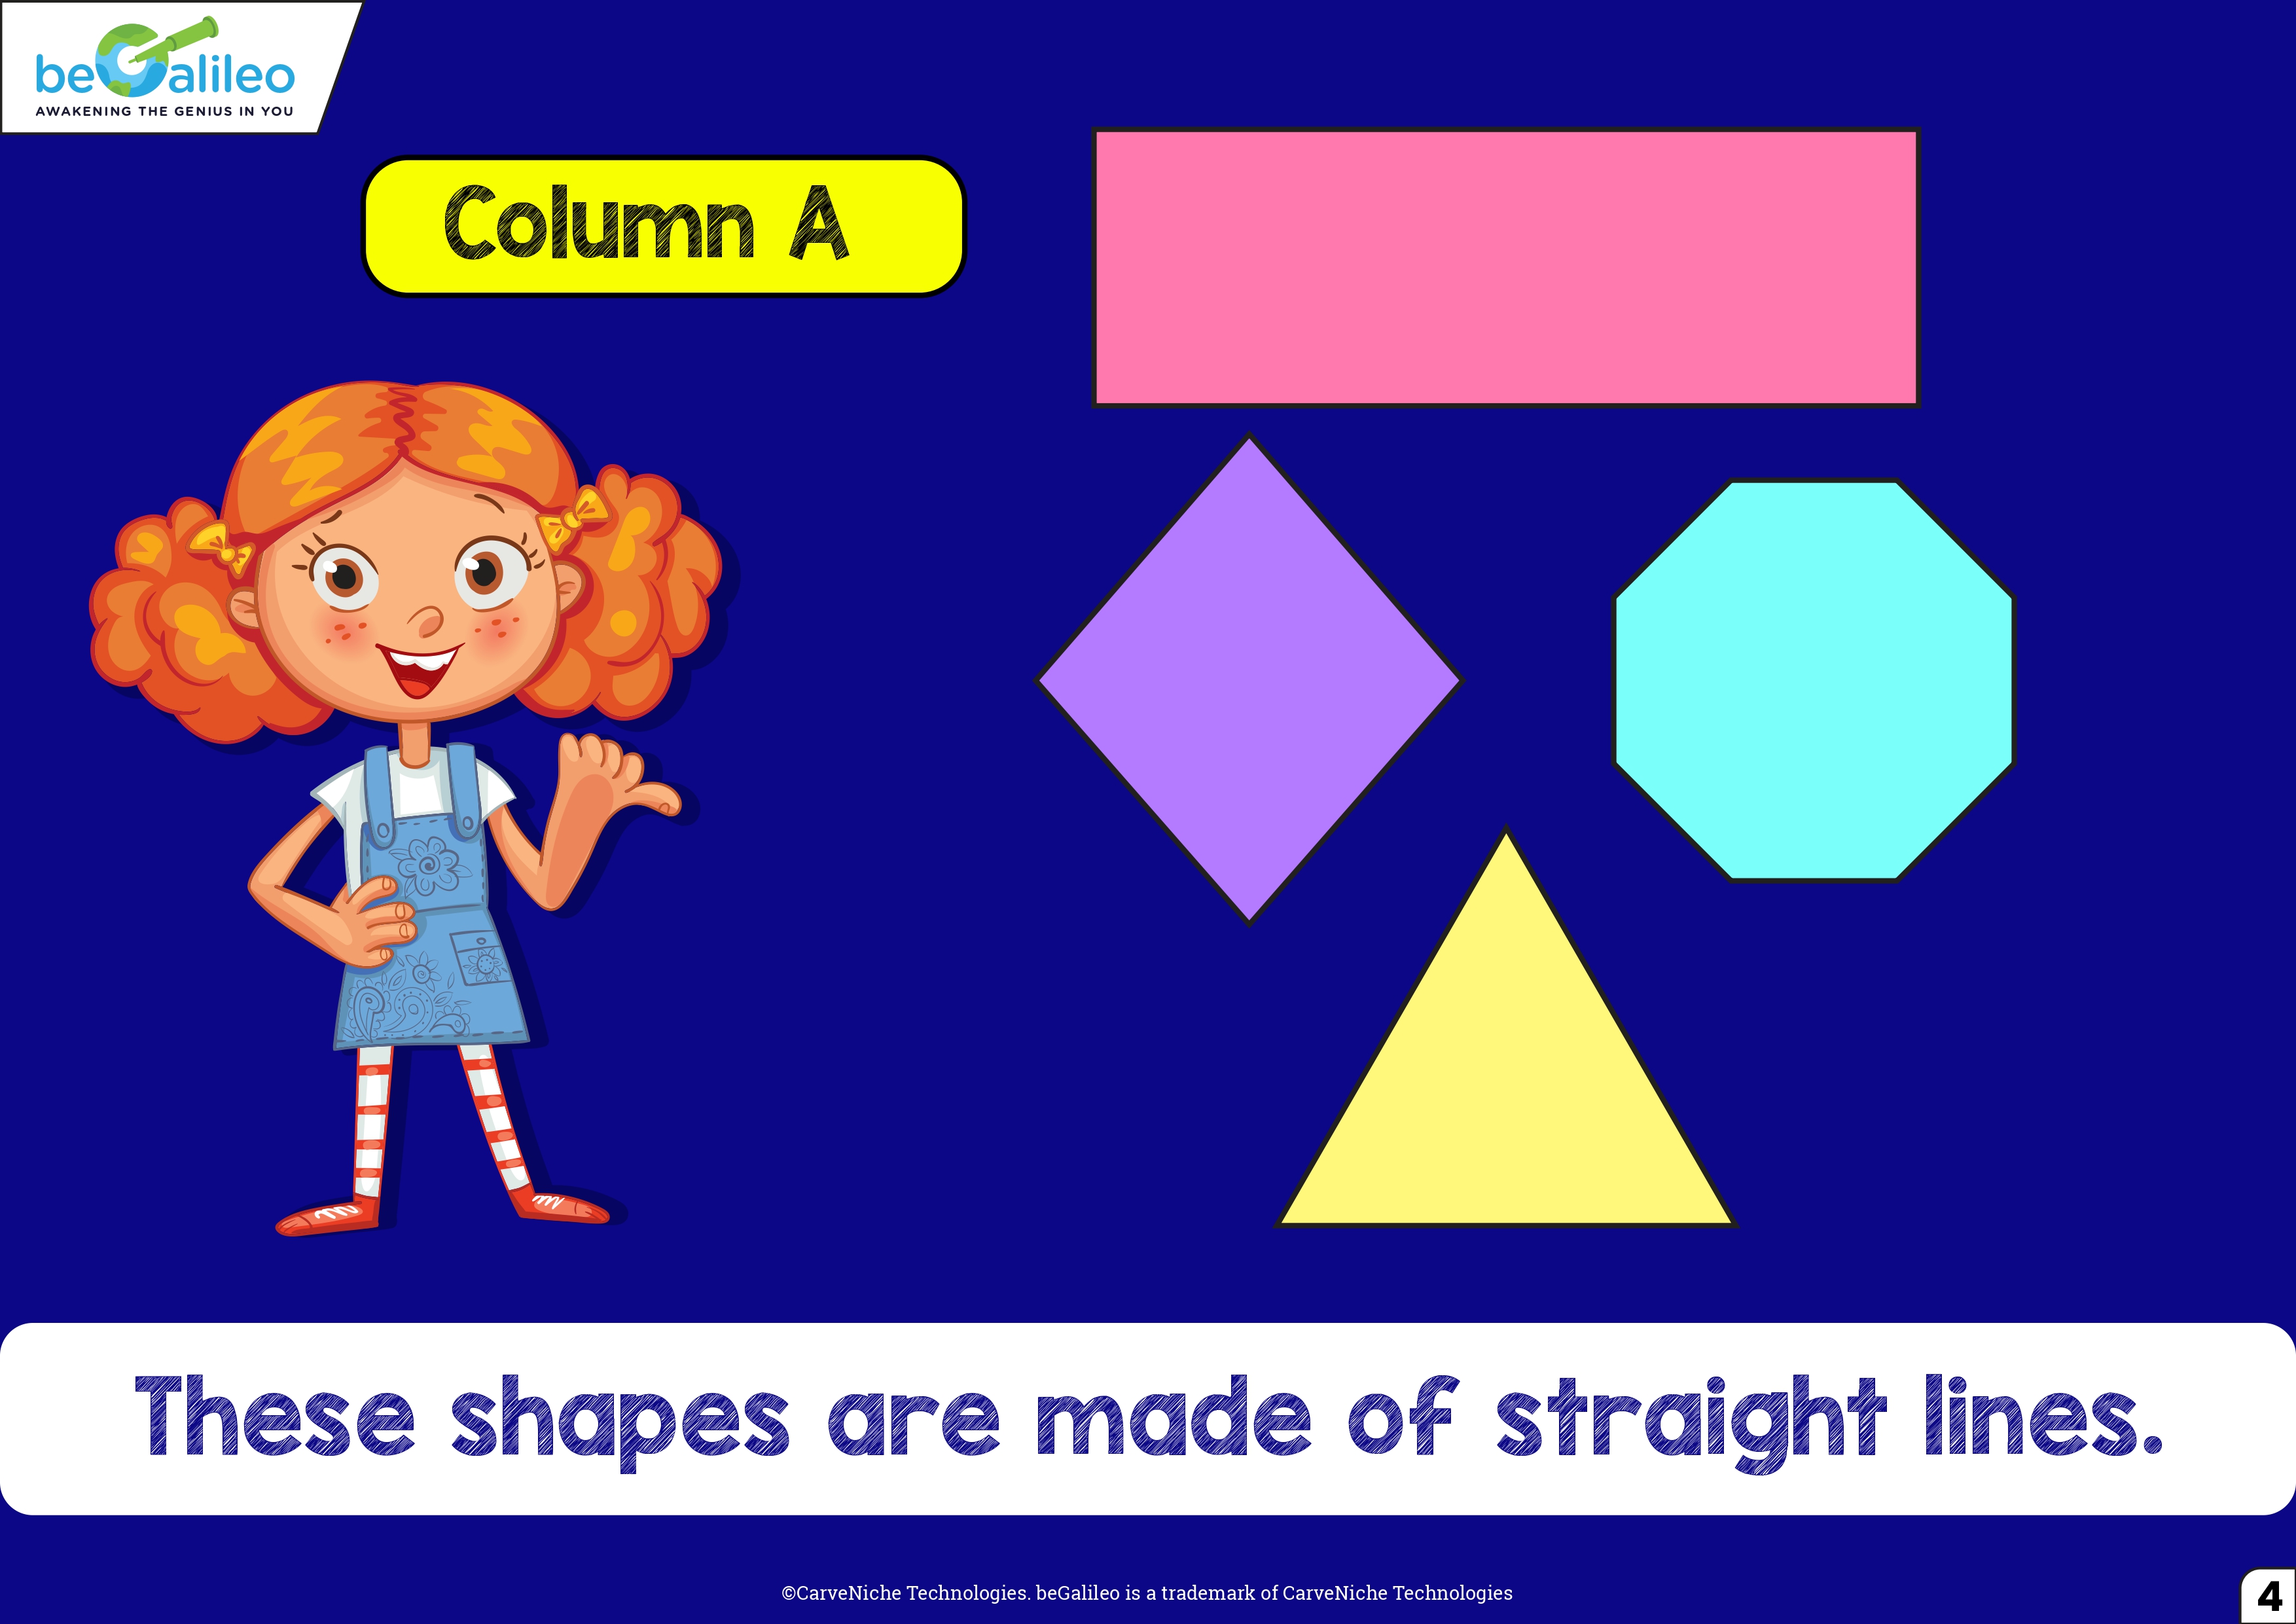 beGalileo
AWAKENING THE GENIUS IN YOU
Column A
These shapes are made of straight lines.
©CarveNiche Technologies. beGalileo is a trademark of CarveNiche Technologies
4